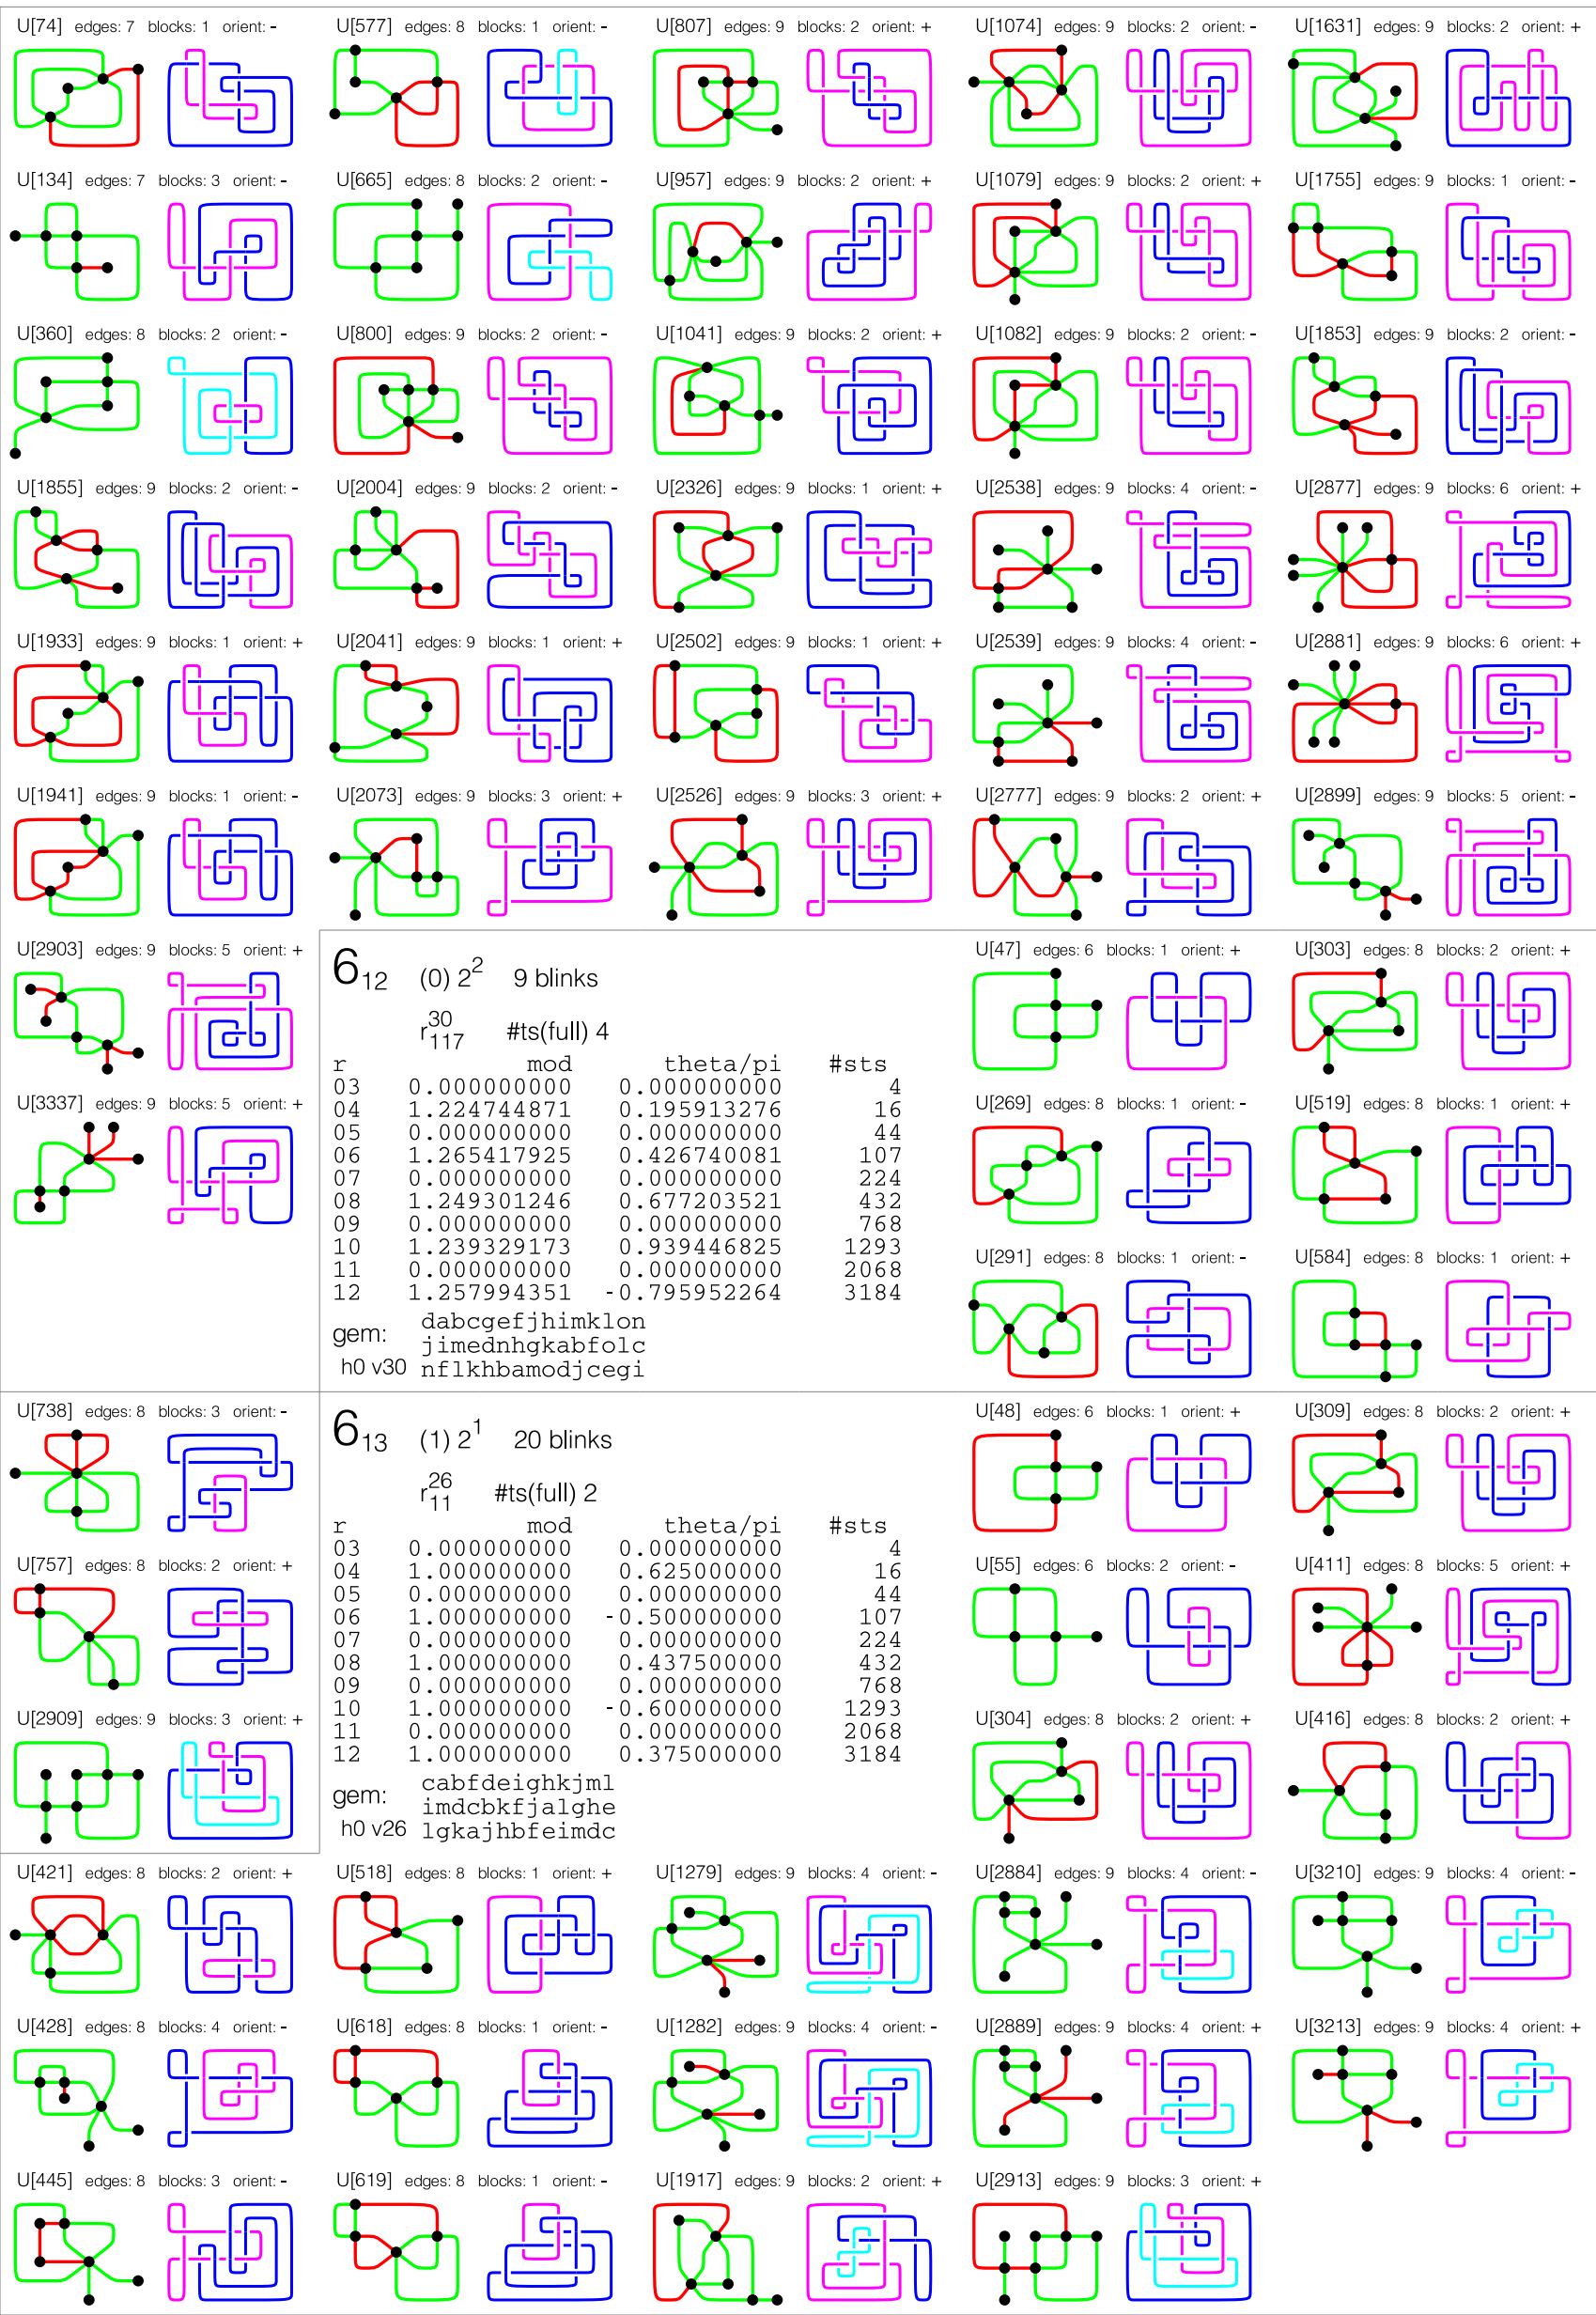 U[74] edges: 7 blocks: 1 orient: -
U[577] edges: 8 blocks: 1 orient: -
U[807] edges: 9 blocks: 2 orient: +
U[1074] edges: 9 blocks: 2 orient: -
U[1631] edges: 9 blocks: 2 orient: +
U[134] edges: 7 blocks: 3 orient: -
U[665] edges: 8 blocks: 2 orient: -
U[957] edges: 9 blocks: 2 orient: +
U[1079] edges: 9 blocks: 2 orient: +
U[1755] edges: 9 blocks: 1 orient: -
U[360] edges: 8 blocks: 2 orient: -
U[800] edges: 9 blocks: 2 orient: -
U[1041] edges: 9 blocks: 2 orient: +
U[1082] edges: 9 blocks: 2 orient: -
U[1853] edges: 9 blocks: 2 orient: -
U[1855] edges: 9 blocks: 2 orient: -
U[2004] edges: 9 blocks: 2 orient: -
U[2326] edges: 9 blocks: 1 orient: +
U[2538] edges: 9 blocks: 4 orient: -
U[2877] edges: 9 blocks: 6 orient: +
U[1933] edges: 9 blocks: 1 orient: +
U[2041] edges: 9 blocks: 1 orient: +
U[2502] edges: 9 blocks: 1 orient: +
U[2539] edges: 9 blocks: 4 orient: -
U[2881] edges: 9 blocks: 6 orient: +
U[1941] edges: 9 blocks: 1 orient: -
U[2073] edges: 9 blocks: 3 orient: +
U[2526] edges: 9 blocks: 3 orient: +
U[2777] edges: 9 blocks: 2 orient: +
U[2899] edges: 9 blocks: 5 orient: -
U[2903] edges: 9 blocks: 5 orient: +
U[3337] edges: 9 blocks: 5 orient: +
6₁₂ (0) 2² 9 blinks
r³⁰₁₁₇ #ts(full) 4
r mod theta/pi #sts
03 0.000000000 0.000000000 4
04 1.224744871 0.195913276 16
05 0.000000000 0.000000000 44
06 1.265417925 0.426740081 107
07 0.000000000 0.000000000 224
08 1.249301246 0.677203521 432
09 0.000000000 0.000000000 768
10 1.239329173 0.939446825 1293
11 0.000000000 0.000000000 2068
12 1.257994351 -0.795952264 3184
gem:
h0 v30
dabcgefjhimklon
jimednhgkabfolc
nflkhbamodjcegi
U[47] edges: 6 blocks: 1 orient: +
U[303] edges: 8 blocks: 2 orient: +
U[269] edges: 8 blocks: 1 orient: -
U[519] edges: 8 blocks: 1 orient: +
U[291] edges: 8 blocks: 1 orient: -
U[584] edges: 8 blocks: 1 orient: +
U[738] edges: 8 blocks: 3 orient: -
U[757] edges: 8 blocks: 2 orient: +
U[2909] edges: 9 blocks: 3 orient: +
6₁₃ (1) 2¹ 20 blinks
r²⁶₁₁ #ts(full) 2
r mod theta/pi #sts
03 0.000000000 0.000000000 4
04 1.000000000 0.625000000 16
05 0.000000000 0.000000000 44
06 1.000000000 -0.500000000 107
07 0.000000000 0.000000000 224
08 1.000000000 0.437500000 432
09 0.000000000 0.000000000 768
10 1.000000000 -0.600000000 1293
11 0.000000000 0.000000000 2068
12 1.000000000 0.375000000 3184
gem:
h0 v26
cabfdeighkjml
imdcbkfjalghe
lgkajhbfeimdc
U[48] edges: 6 blocks: 1 orient: +
U[309] edges: 8 blocks: 2 orient: +
U[55] edges: 6 blocks: 2 orient: -
U[411] edges: 8 blocks: 5 orient: +
U[304] edges: 8 blocks: 2 orient: +
U[416] edges: 8 blocks: 2 orient: +
U[421] edges: 8 blocks: 2 orient: +
U[518] edges: 8 blocks: 1 orient: +
U[1279] edges: 9 blocks: 4 orient: -
U[2884] edges: 9 blocks: 4 orient: -
U[3210] edges: 9 blocks: 4 orient: -
U[428] edges: 8 blocks: 4 orient: -
U[618] edges: 8 blocks: 1 orient: -
U[1282] edges: 9 blocks: 4 orient: -
U[2889] edges: 9 blocks: 4 orient: +
U[3213] edges: 9 blocks: 4 orient: +
U[445] edges: 8 blocks: 3 orient: -
U[619] edges: 8 blocks: 1 orient: -
U[1917] edges: 9 blocks: 2 orient: +
U[2913] edges: 9 blocks: 3 orient: +